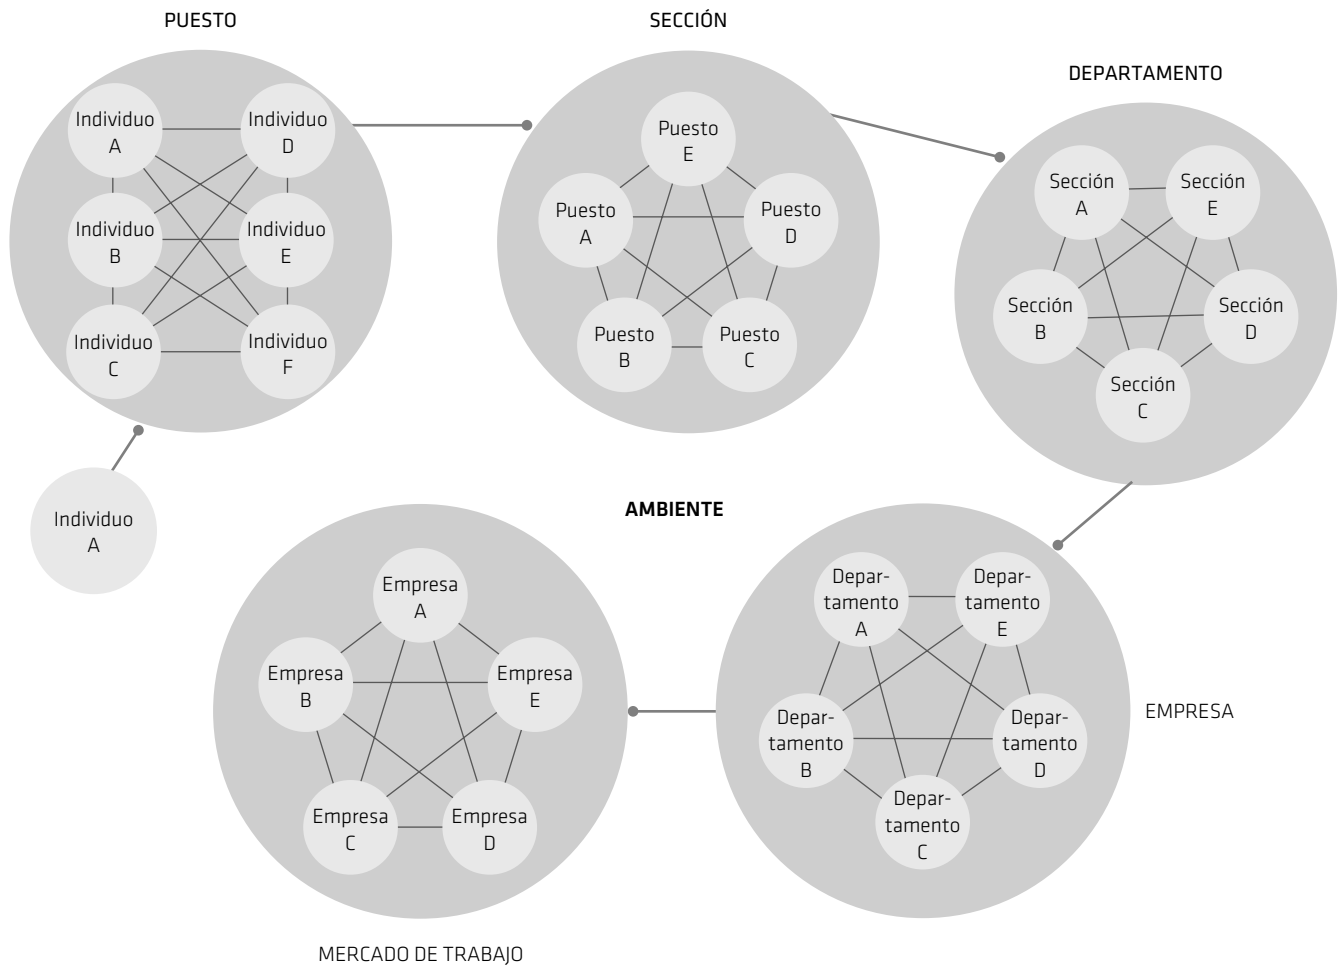 PUESTO
Individuo
A
Individuo
D
Individuo
B
Individuo
E
Individuo
C
Individuo
F
Individuo
A
SECCIÓN
Puesto
E
Puesto
A
Puesto
D
Puesto
B
Puesto
C
DEPARTAMENTO
Sección
A
Sección
E
Sección
B
Sección
D
Sección
C
AMBIENTE
Depar-
tamento
A
Depar-
tamento
E
Depar-
tamento
B
Depar-
tamento
D
Depar-
tamento
C
EMPRESA
Empresa
A
Empresa
B
Empresa
E
Empresa
C
Empresa
D
MERCADO DE TRABAJO